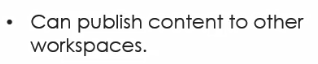 • Can publish content to other
workspaces.